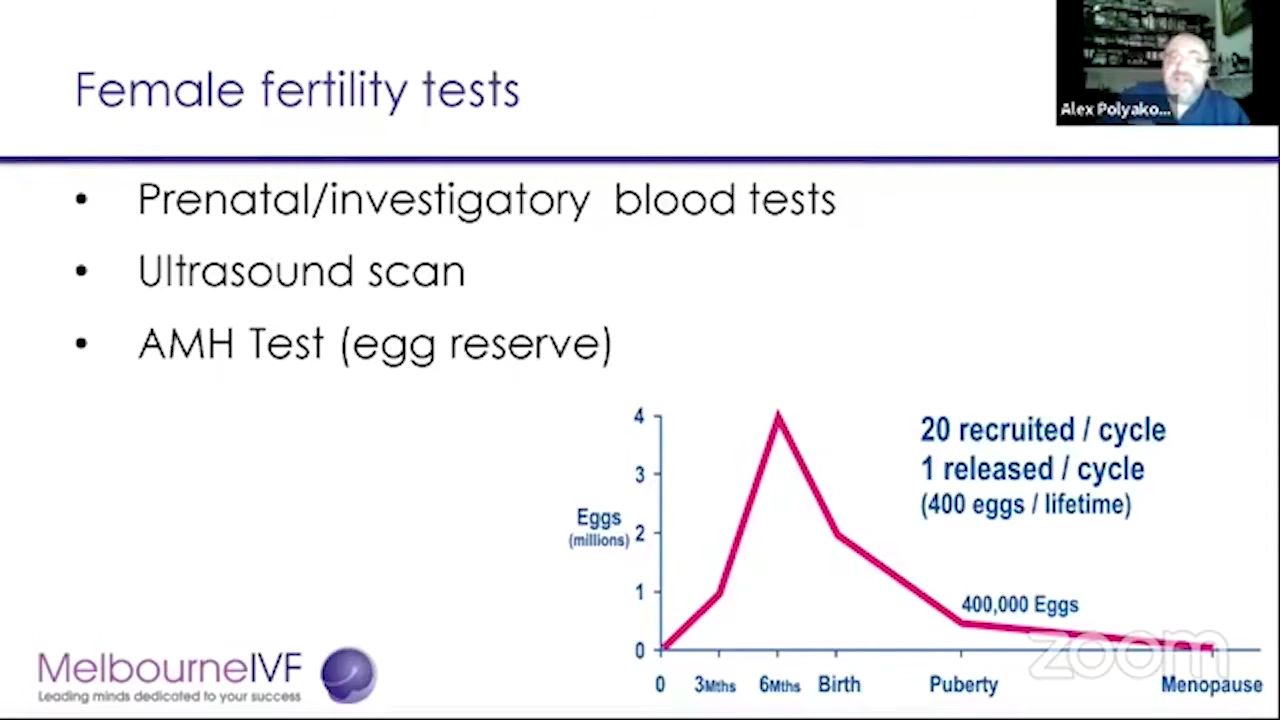 Female fertility tests
Alex Polyako...
• Prenatal/investigatory blood tests
• Ultrasound scan
• AMH Test (egg reserve)
20 recruited / cycle
1 released / cycle
(400 eggs / lifetime)
Eggs
(millions)
4
3
2
1
0
400,000 Eggs
0 3Mths 6Mths Birth Puberty Menopause
zoom
MelbourneIVF
Leading minds dedicated to your success